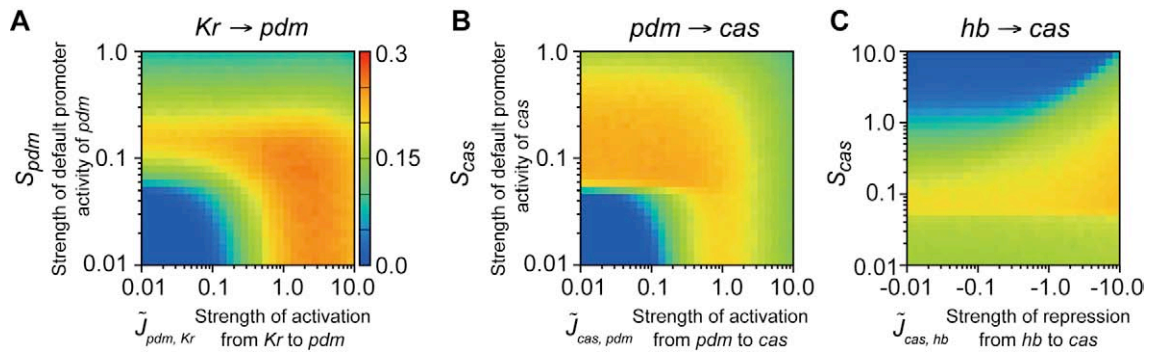 A
Kr → pdm
S pdm
Strength of default promoter
activity of pdm
1.0
0.1
0.01
0.01 0.1 1.0 10.0
0.3
0.15
0.0
J̃ pdm, Kr
Strength of activation
from Kr to pdm
B
pdm → cas
S cas
Strength of default promoter
activity of cas
1.0
0.1
0.01
0.01 0.1 1.0 10.0
J̃ cas, pdm
Strength of activation
from pdm to cas
C
hb → cas
S cas
10.0
1.0
0.1
0.01
-0.01 -0.1 -1.0 -10.0
J̃ cas, hb
Strength of repression
from hb to cas